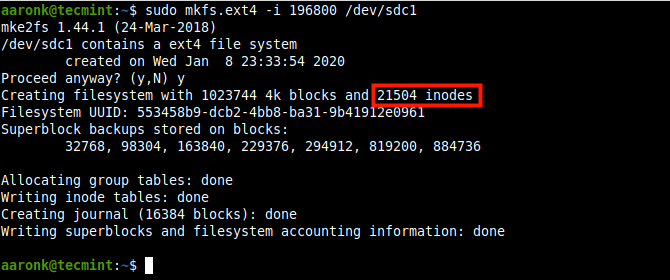 aaronk@tecmint:~$ sudo mkfs.ext4 -i 196800 /dev/sdc1
mke2fs 1.44.1 (24-Mar-2018)
/dev/sdc1 contains a ext4 file system
        created on Wed Jan  8 23:33:54 2020
Proceed anyway? (y,N) y
Creating filesystem with 1023744 4k blocks and 21504 inodes
Filesystem UUID: 553458b9-dcb2-4bb8-ba31-9b41912e0961
Superblock backups stored on blocks:
        32768, 98304, 163840, 229376, 294912, 819200, 884736

Allocating group tables: done
Writing inode tables: done
Creating journal (16384 blocks): done
Writing superblocks and filesystem accounting information: done

aaronk@tecmint:~$